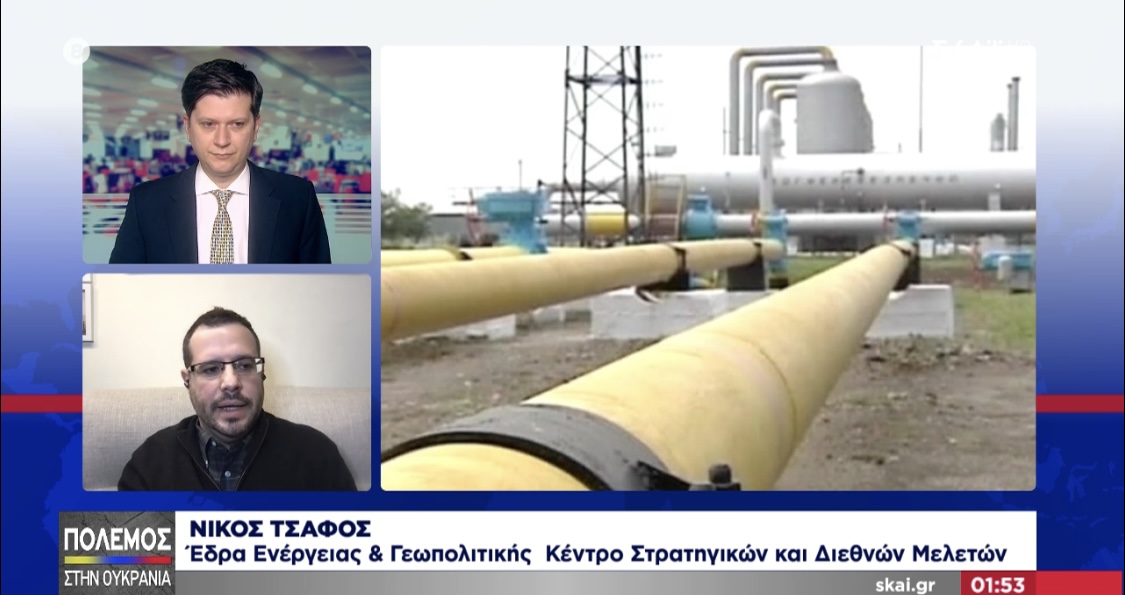 ΝΙΚΟΣ ΤΣΑΦΟΣ
Έδρα Ενέργειας & Γεωπολιτικής Κέντρο Στρατηγικών και Διεθνών Μελετών
ΠΟΛΕΜΟΣ
ΣΤΗΝ ΟΥΚΡΑΝΙΑ
skai.gr
01:53